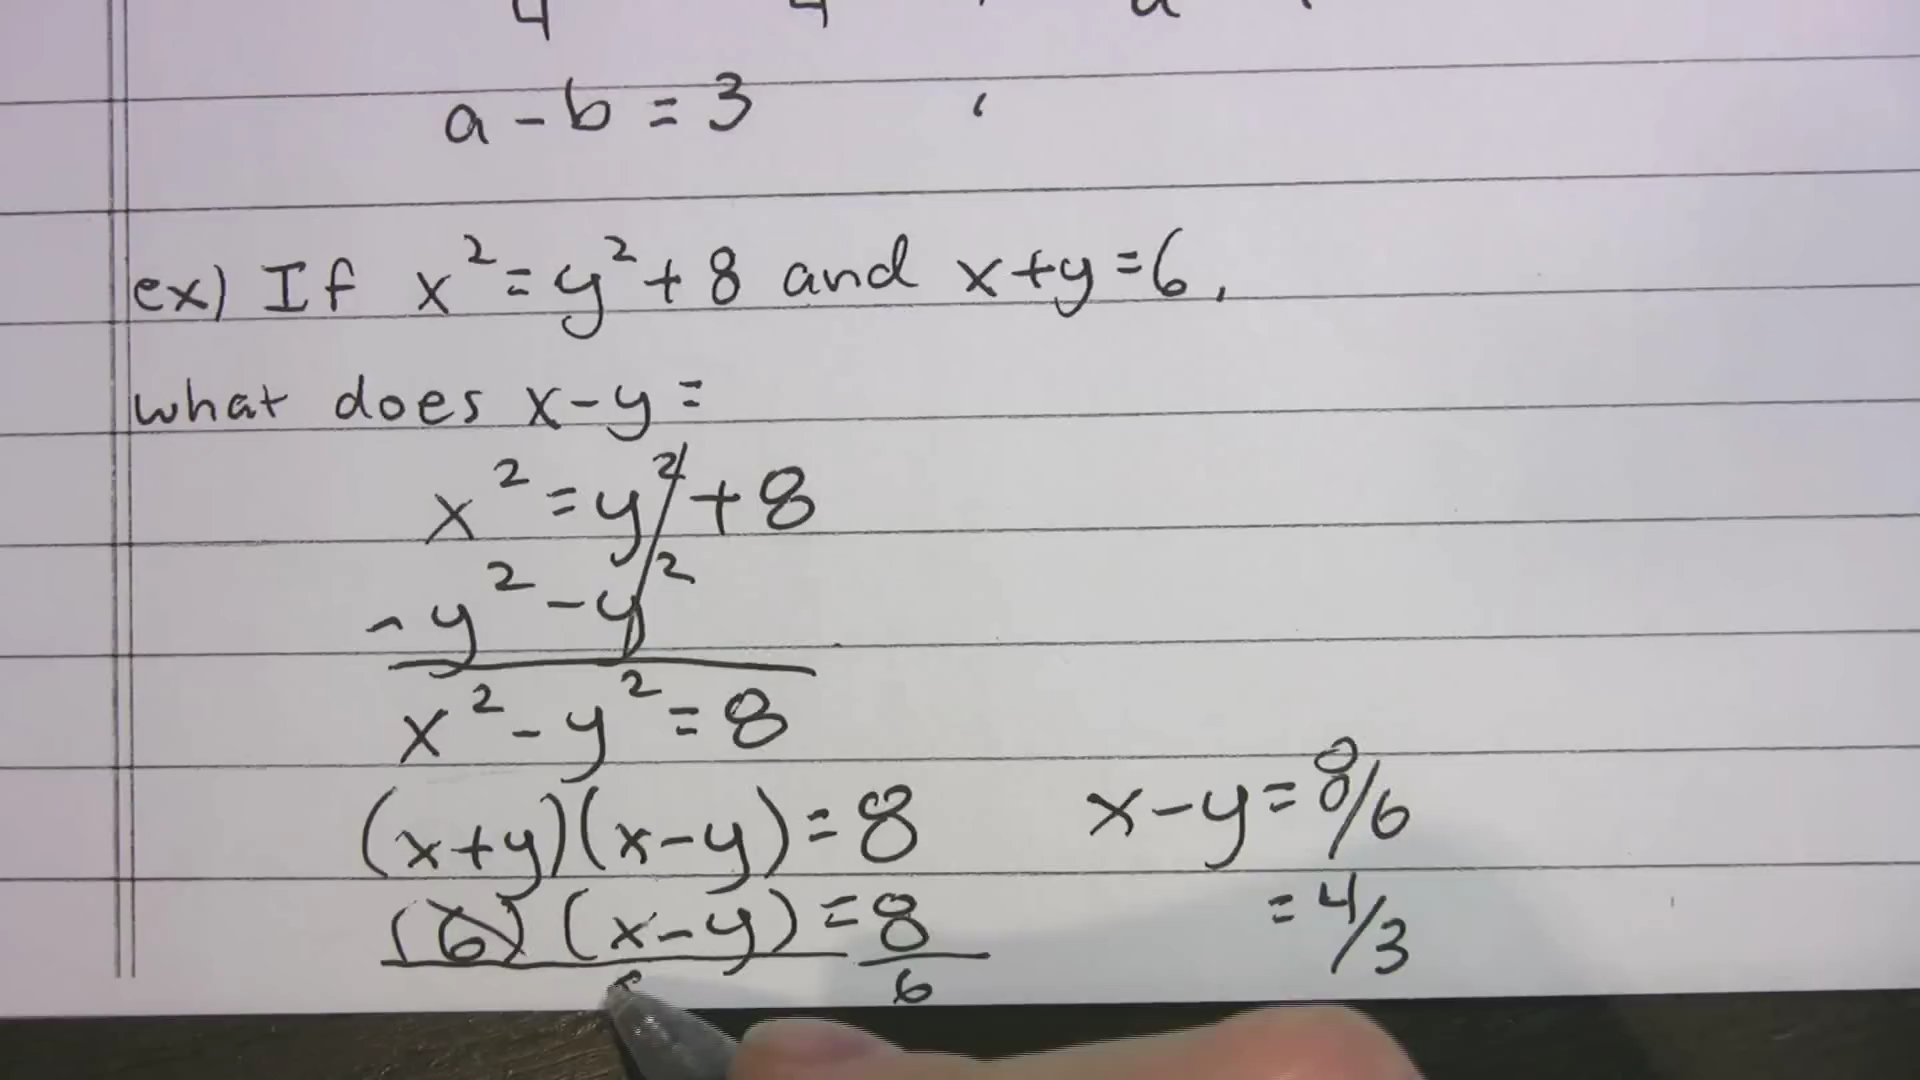 a - b = 3
ex) If x² = y² + 8 and x+y = 6,
what does x-y =
x² = y² + 8
- y² - y²
x² - y² = 8
(x+y)(x-y) = 8
(6) (x-y) = 8
6
x-y = 8/6
= 4/3